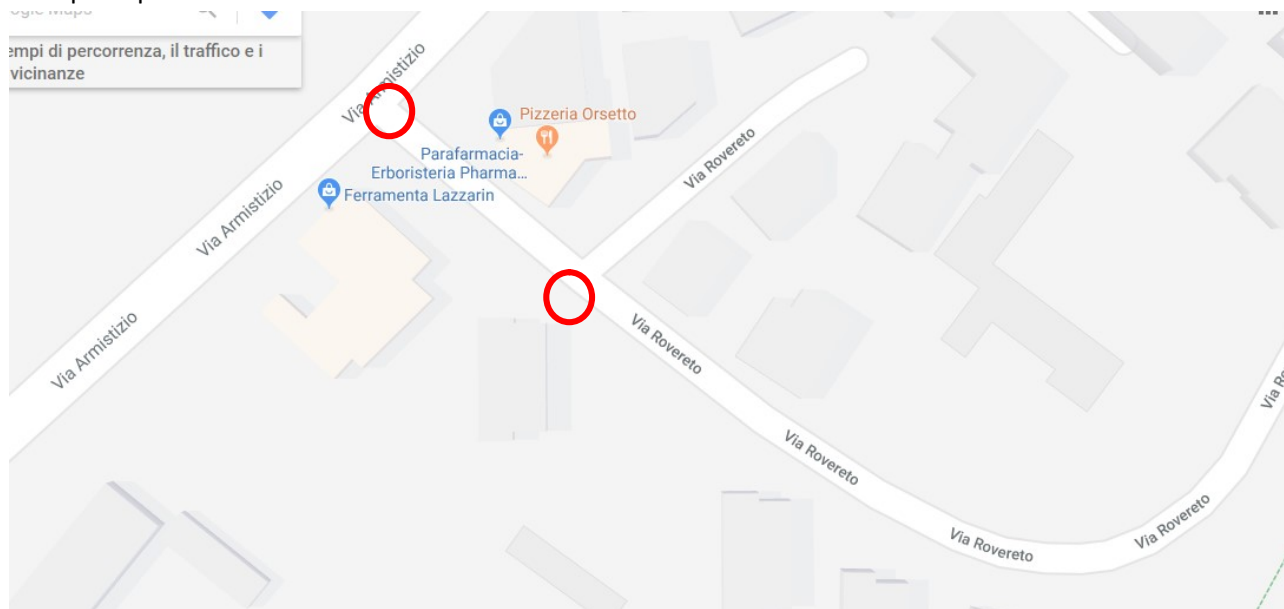 empi di percorrenza, il traffico e i
vicinanze
Via Armistizio
Pizzeria Orsetto
Parafarmacia-
Erboristeria Pharma...
Ferramenta Lazzarin
Via Rovereto
Via Armistizio
Via Armistizio
Via Rovereto
Via Rovereto
Via Rovereto
Via Rovereto